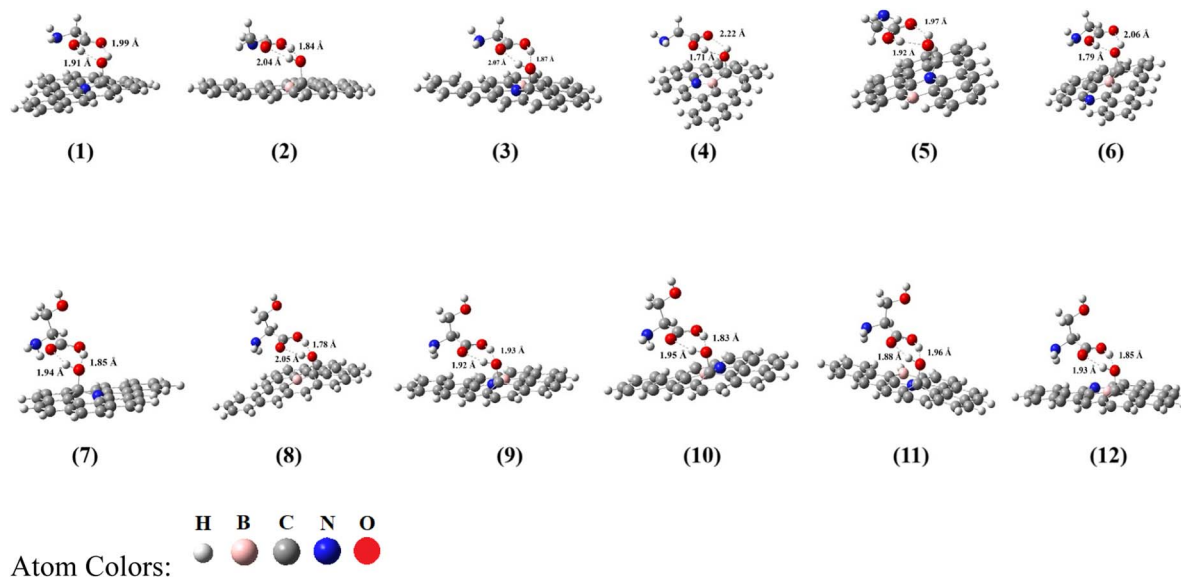 1.99 Å
1.91 Å
(1)
1.84 Å
2.04 Å
(2)
2.07 Å
1.87 Å
(3)
2.22 Å
1.71 Å
(4)
1.97 Å
1.92 Å
(5)
2.06 Å
1.79 Å
(6)
1.85 Å
1.94 Å
(7)
1.78 Å
2.05 Å
(8)
1.93 Å
1.92 Å
(9)
1.83 Å
1.95 Å
(10)
1.96 Å
1.88 Å
(11)
1.85 Å
1.93 Å
(12)
H B C N O
Atom Colors: